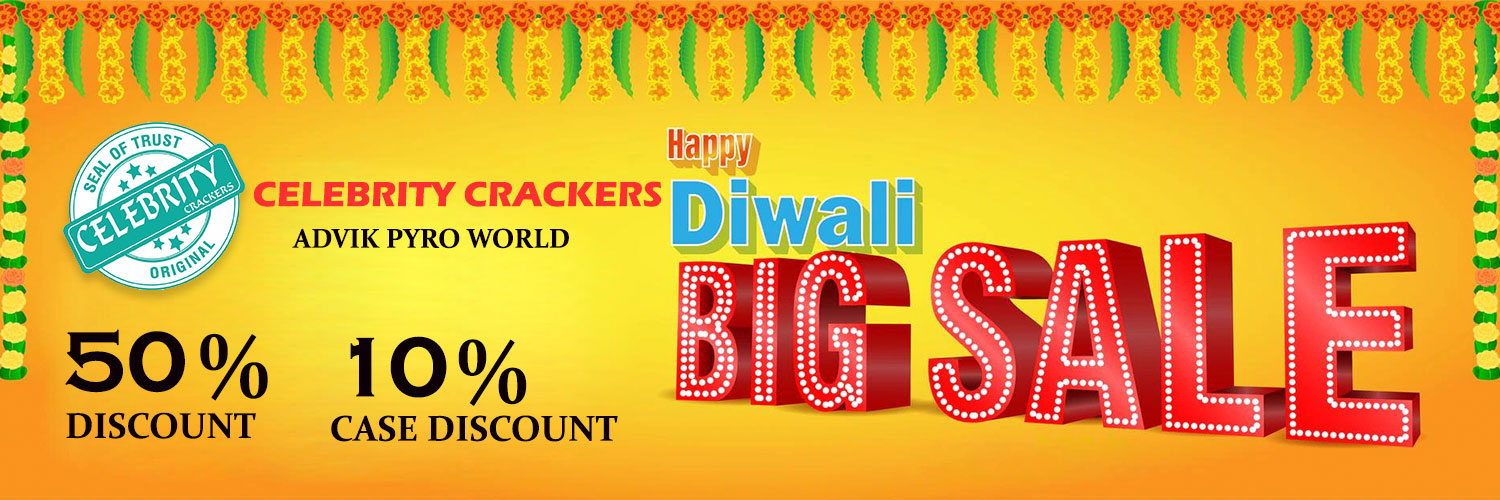 SEAL OF TRUST
CELEBRITY
CRACKERS
ORIGINAL
CELEBRITY CRACKERS
ADVIK PYRO WORLD
50%
DISCOUNT
10%
CASE DISCOUNT
Happy
Diwali
BIG SALE